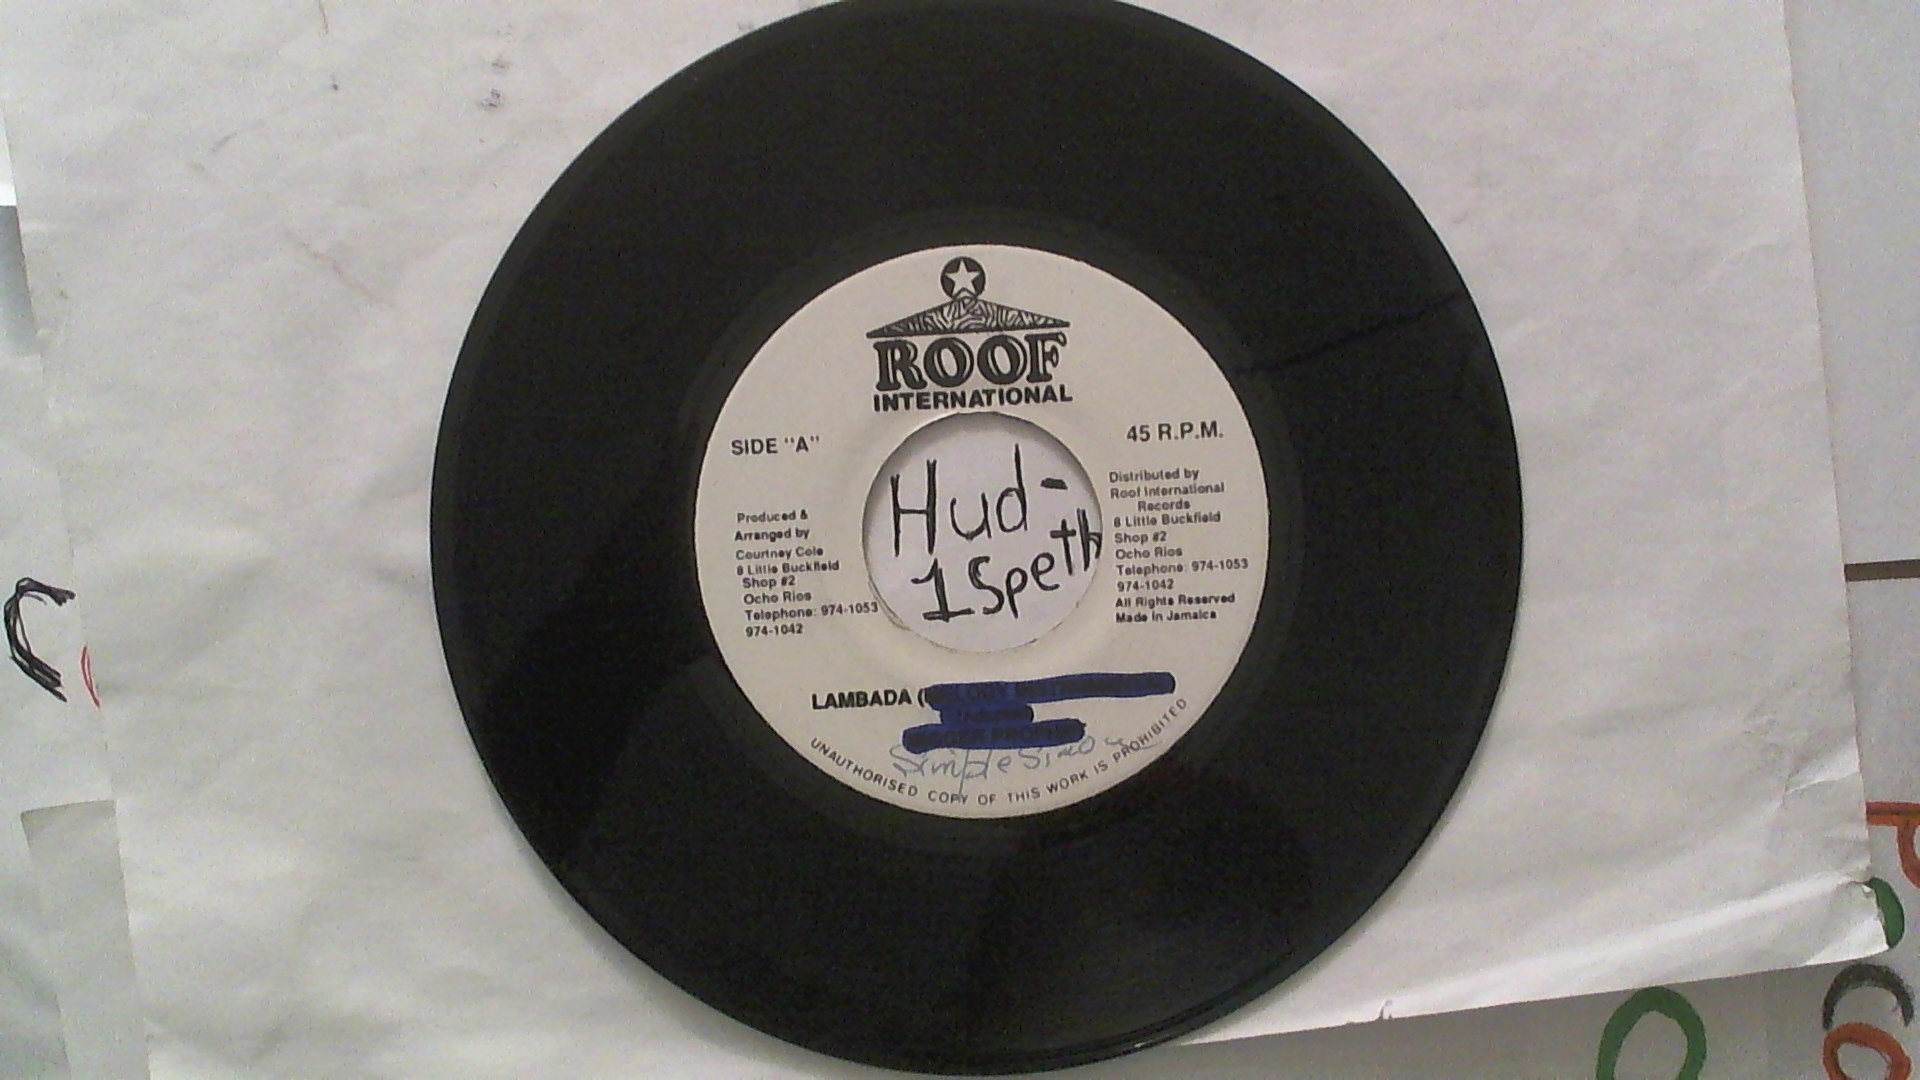 ROOF
INTERNATIONAL
SIDE "A"
45 R.P.M.
Produced &
Arranged by
Courtney Cole
8 Little Buckfield
Shop #2
Ocho Rios
Telephone: 974-1053
974-1042
Hud-
1Speth
Distributed by
Roof International
Records
8 Little Buckfield
Shop #2
Ocho Rios
Telephone: 974-1053
974-1042
All Rights Reserved
Made In Jamaica
LAMBADA (
Simple Simon
UNAUTHORISED COPY OF THIS WORK IS PROHIBITED